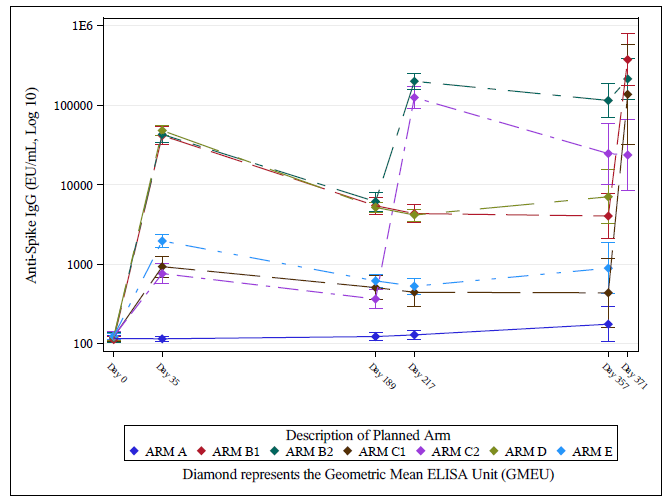 Anti-Spike IgG (EU/mL, Log 10)
1E6
100000
10000
1000
100
Day 0
Day 35
Day 189
Day 217
Day 357
Day 371
Description of Planned Arm
ARM A ARM B1 ARM B2 ARM C1 ARM C2 ARM D ARM E
Diamond represents the Geometric Mean ELISA Unit (GMEU)